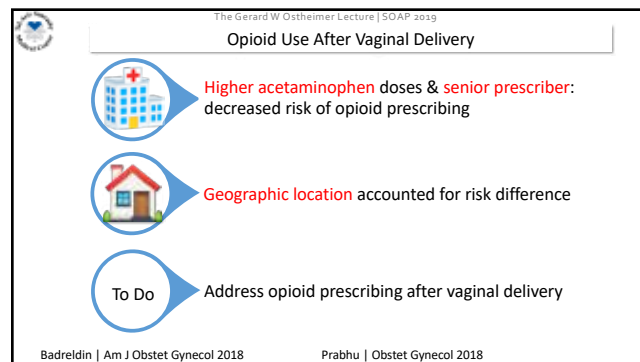 The Gerard W Ostheimer Lecture | SOAP 2019
Opioid Use After Vaginal Delivery
Higher acetaminophen doses & senior prescriber:
decreased risk of opioid prescribing
Geographic location accounted for risk difference
To Do
Address opioid prescribing after vaginal delivery
Badreldin | Am J Obstet Gynecol 2018
Prabhu | Obstet Gynecol 2018